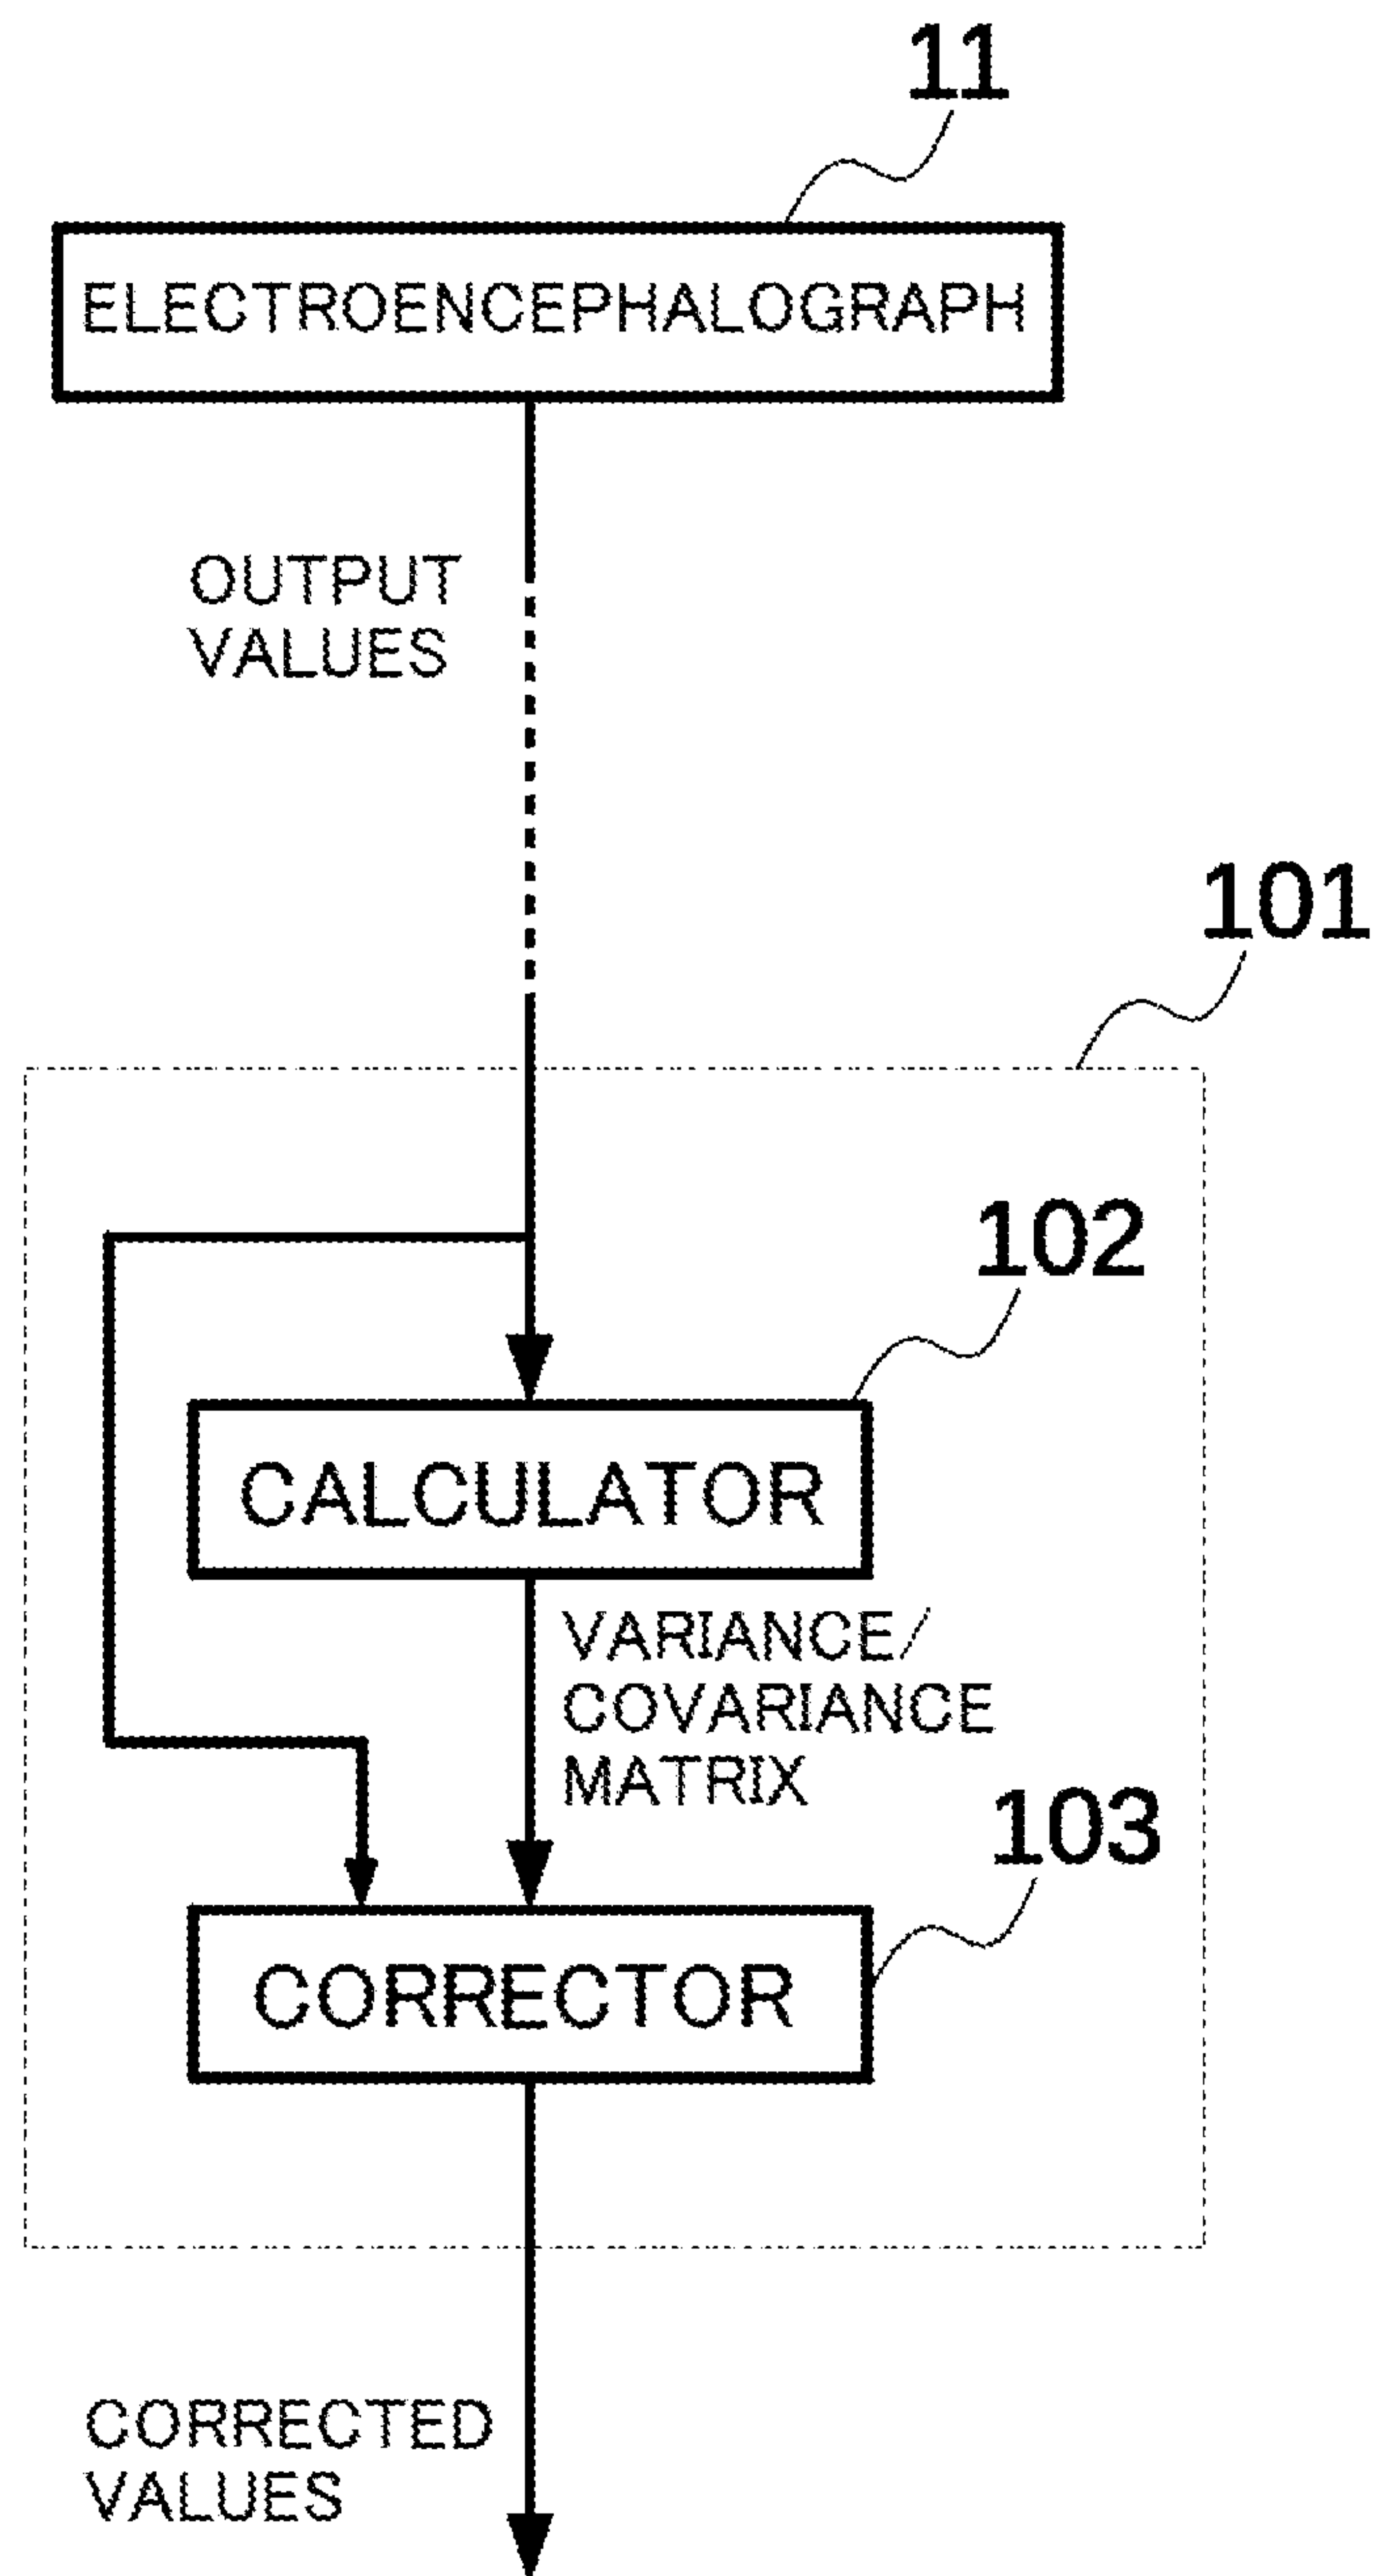 11
ELECTROENCEPHALOGRAPH
OUTPUT
VALUES
101
102
CALCULATOR
VARIANCE/
COVARIANCE
MATRIX
103
CORRECTOR
CORRECTED
VALUES